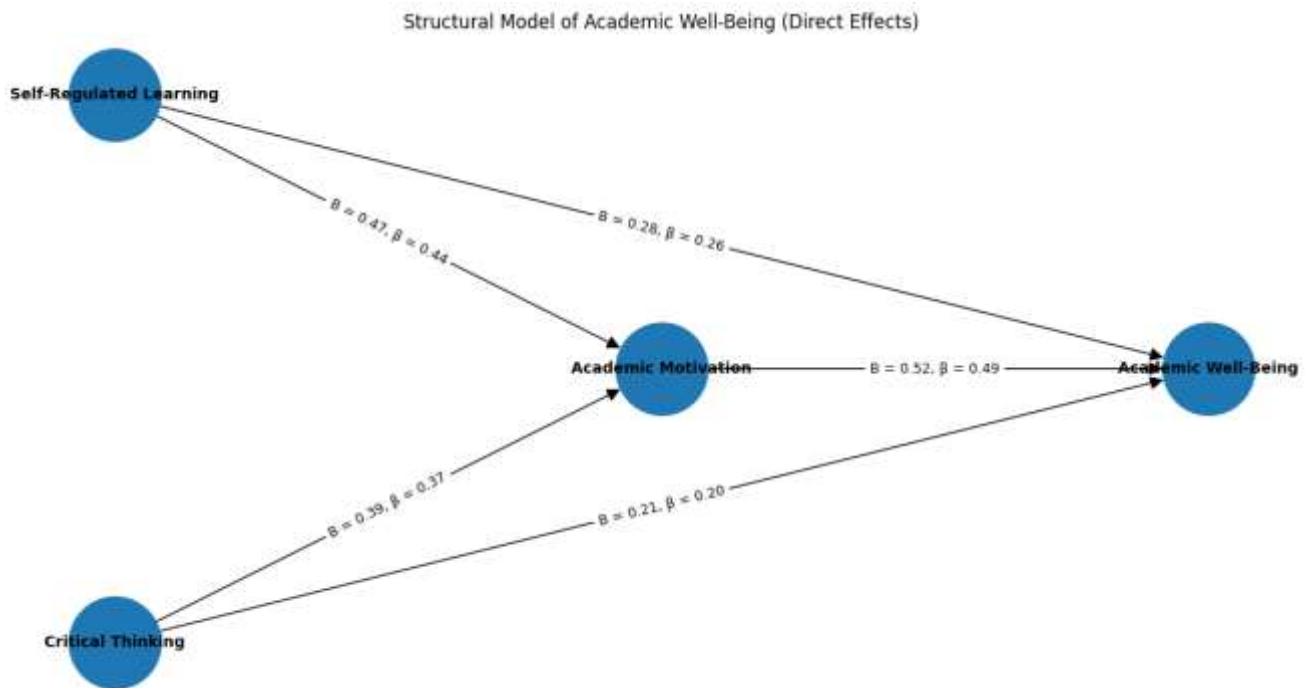 Structural Model of Academic Well-Being (Direct Effects)
Self-Regulated Learning
B = 0.47, β = 0.44
B = 0.28, β = 0.26
Academic Motivation
B = 0.52, β = 0.49
Academic Well-Being
B = 0.39, β = 0.37
B = 0.21, β = 0.20
Critical Thinking